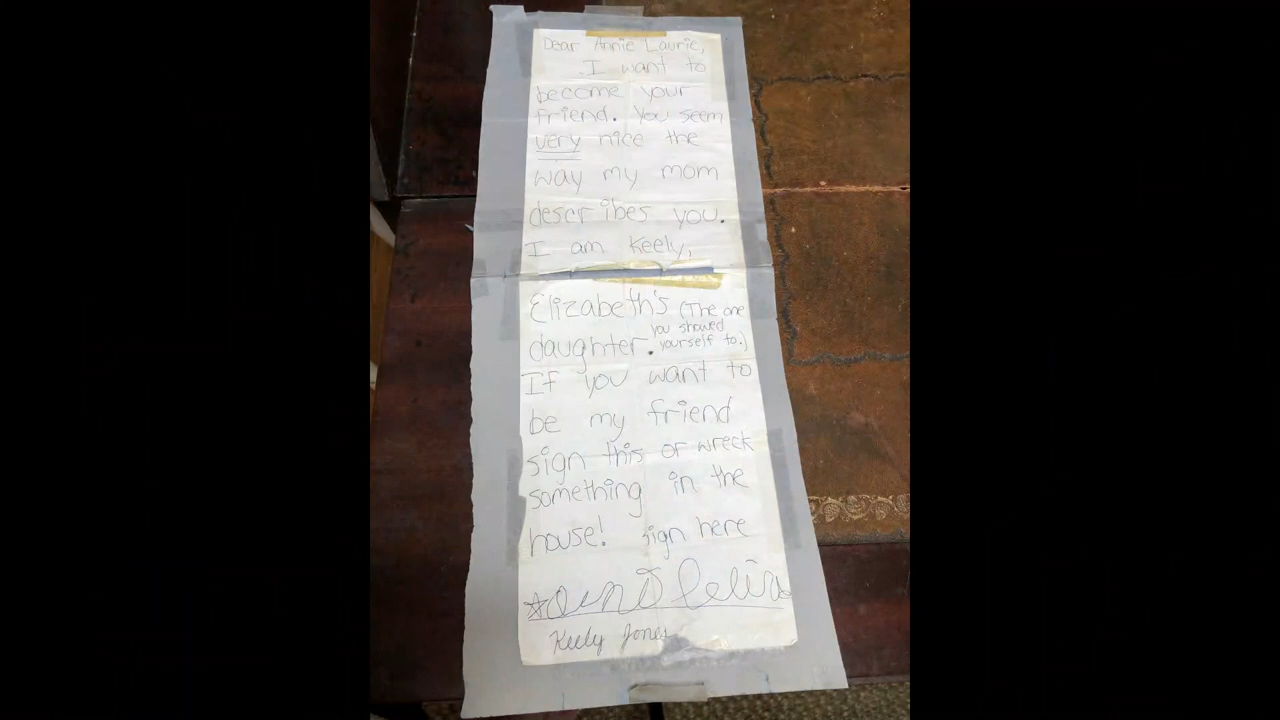 Dear Annie Laurie,
I want to
become your
friend. You seem
very nice the
way my mom
describes you.
I am Keely,
Elizabeth's (The one
you showed
daughter. yourself to.)
If you want to
be my friend
sign this or wreck
something in the
house! sign here
Keely Jones